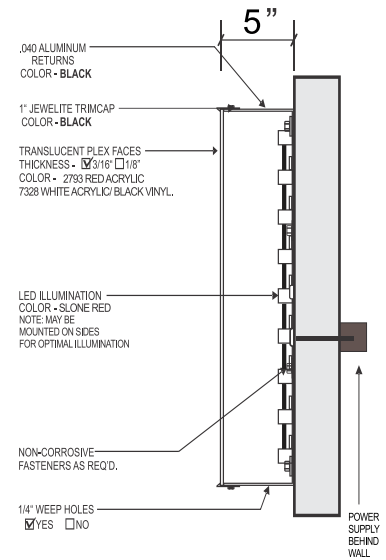 5”
.040 ALUMINUM
RETURNS
COLOR - BLACK
1" JEWELITE TRIMCAP
COLOR - BLACK
TRANSLUCENT PLEX FACES
THICKNESS - ☑3/16" ☐1/8"
COLOR - 2793 RED ACRYLIC
7328 WHITE ACRYLIC/ BLACK VINYL.
LED ILLUMINATION
COLOR - SLONE RED
NOTE: MAY BE
MOUNTED ON SIDES
FOR OPTIMAL ILLUMINATION
NON-CORROSIVE
FASTENERS AS REQ'D.
1/4" WEEP HOLES
☑YES ☐NO
POWER
SUPPLY
BEHIND
WALL